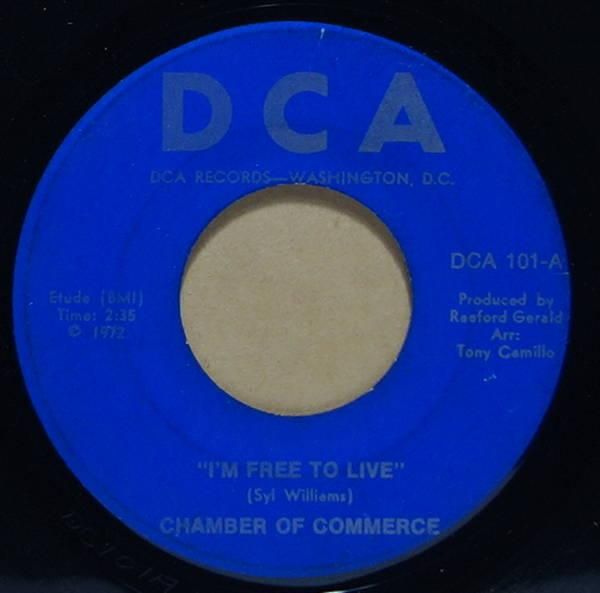 DCA
DCA RECORDS—WASHINGTON, D.C.
DCA 101-A
Etude (BMI)
Time: 2:35
© 1972
Produced by
Raeford Gerald
Arr:
Tony Camillo
"I'M FREE TO LIVE"
(Syl Williams)
CHAMBER OF COMMERCE